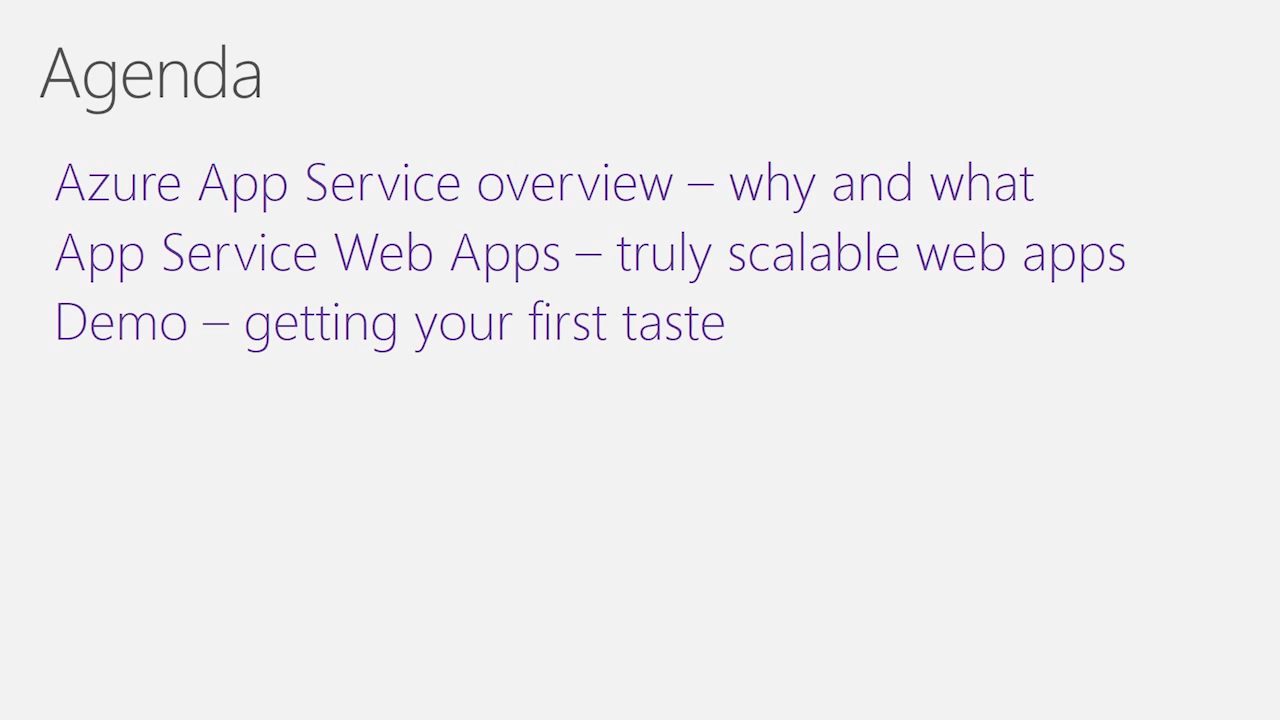 Agenda
Azure App Service overview – why and what
App Service Web Apps – truly scalable web apps
Demo – getting your first taste